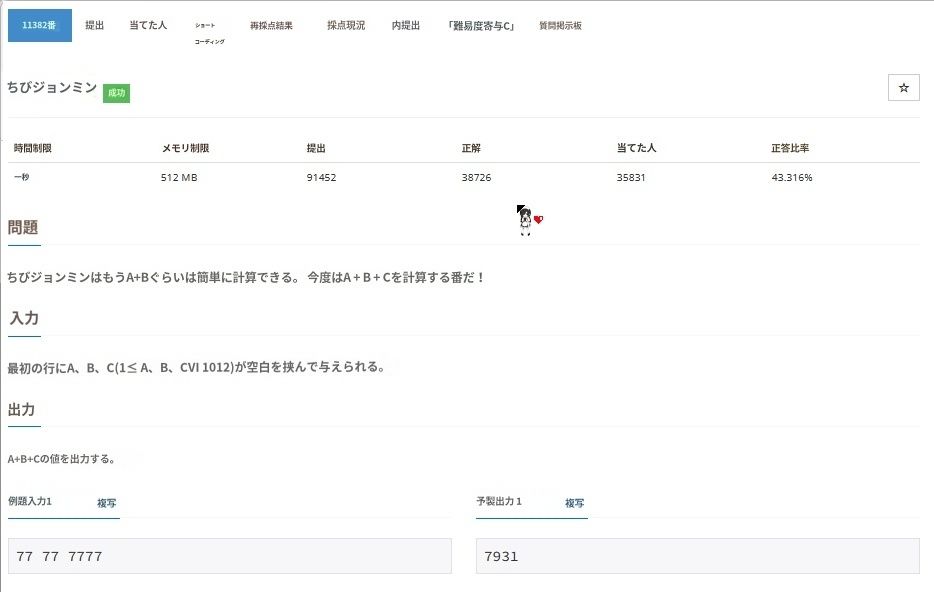 11382番 提出 当てた人 ショートコーディング 再採点結果 採点現況 内提出 「難易度寄与C」 質問掲示板
ちびジョンミン 成功 ☆
時間制限 メモリ制限 提出 正解 当てた人 正答比率
一秒 512 MB 91452 38726 35831 43.316%
問題
ちびジョンミンはもうA+Bぐらいは簡単に計算できる。 今度はA + B + Cを計算する番だ！
入力
最初の行にA、B、C(1≤ A、B、CVI 1012)が空白を挟んで与えられる。
出力
A+B+Cの値を出力する。
例題入力1 複写 予製出力 1 複写
77 77 7777 7931